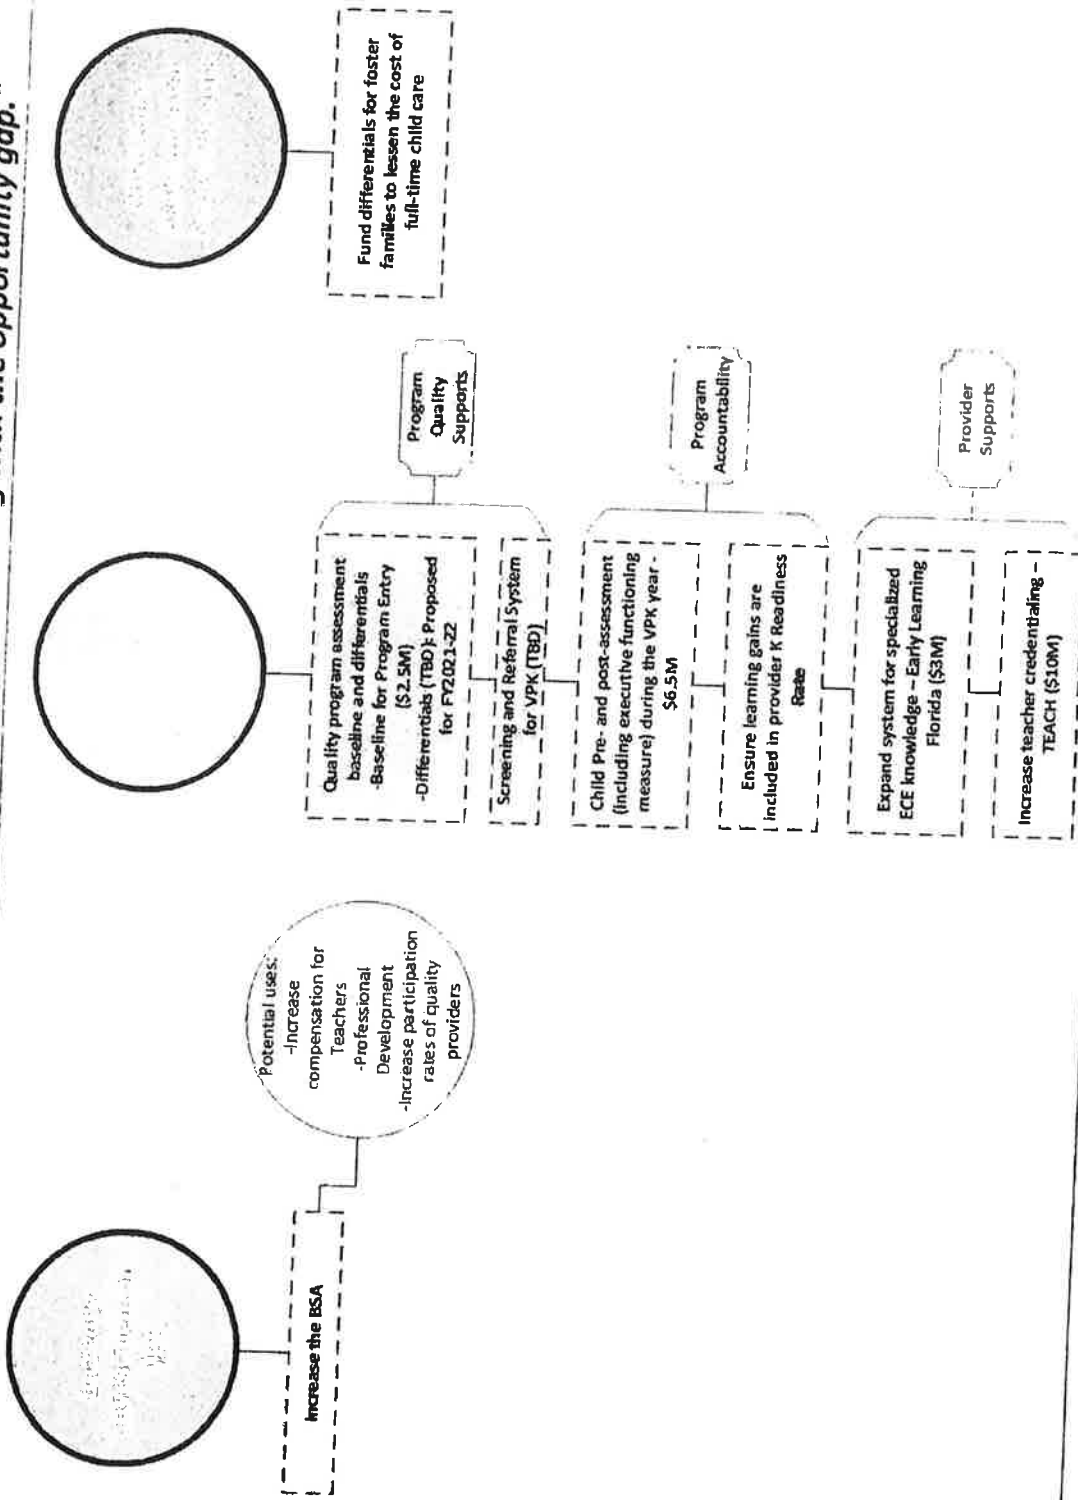 the opportunity gap."
Increase the BSA
Potential uses:
-Increase
compensation for
Teachers
-Professional
Development
-Increase participation
rates of quality
providers
Quality program assessment
baseline and differentials
-Baseline for Program Entry
($2.5M)
-Differentials (TBD): Proposed
for FY2021-22
Screening and Referral System
for VPK (TBD)
Program
Quality
Supports
Child Pre- and post-assessment
(including executive functioning
measure) during the VPK year -
$6.5M
Ensure learning gains are
included in provider K Readiness
Rate
Program
Accountability
Expand system for specialized
ECE knowledge – Early Learning
Florida ($3M)
Increase teacher credentialing –
TEACH ($10M)
Provider
Supports
Fund differentials for foster
families to lessen the cost of
full-time child care